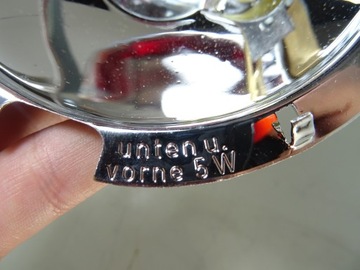 unten u.
vorne 5W